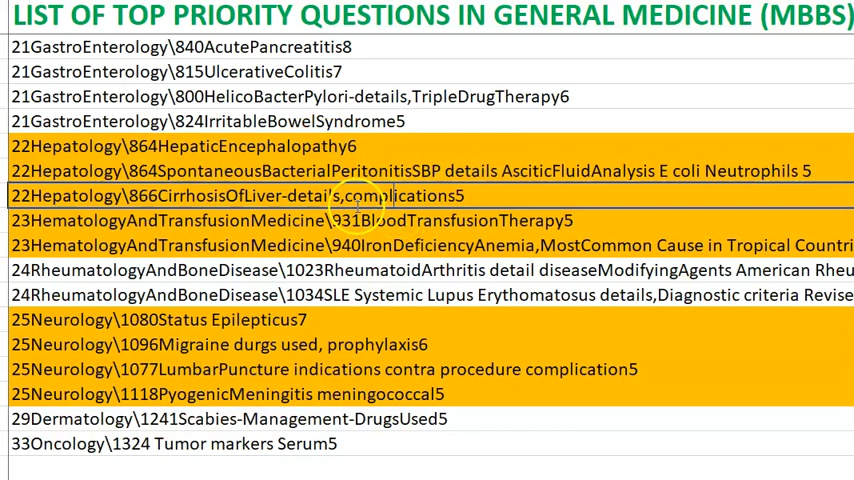 LIST OF TOP PRIORITY QUESTIONS IN GENERAL MEDICINE (MBBS)
21GastroEnterology\840AcutePancreatitis8
21GastroEnterology\815UlcerativeColitis7
21GastroEnterology\800HelicoBacterPylori-details,TripleDrugTherapy6
21GastroEnterology\824IrritableBowelSyndrome5
22Hepatology\864HepaticEncephalopathy6
22Hepatology\864SpontaneousBacterialPeritonitisSBP details AsciticFluidAnalysis E coli Neutrophils 5
22Hepatology\866CirrhosisOfLiver-details,complications5
23HematologyAndTransfusionMedicine\931BloodTransfusionTherapy5
23HematologyAndTransfusionMedicine\940IronDeficiencyAnemia,MostCommon Cause in Tropical Countri
24RheumatologyAndBoneDisease\1023RheumatoidArthritis detail diseaseModifyingAgents American Rheu
24RheumatologyAndBoneDisease\1034SLE Systemic Lupus Erythomatosus details,Diagnostic criteria Revise
25Neurology\1080Status Epilepticus7
25Neurology\1096Migraine durgs used, prophylaxis6
25Neurology\1077LumbarPuncture indications contra procedure complication5
25Neurology\1118PyogenicMeningitis meningococcal5
29Dermatology\1241Scabies-Management-DrugsUsed5
33Oncology\1324 Tumor markers Serum5